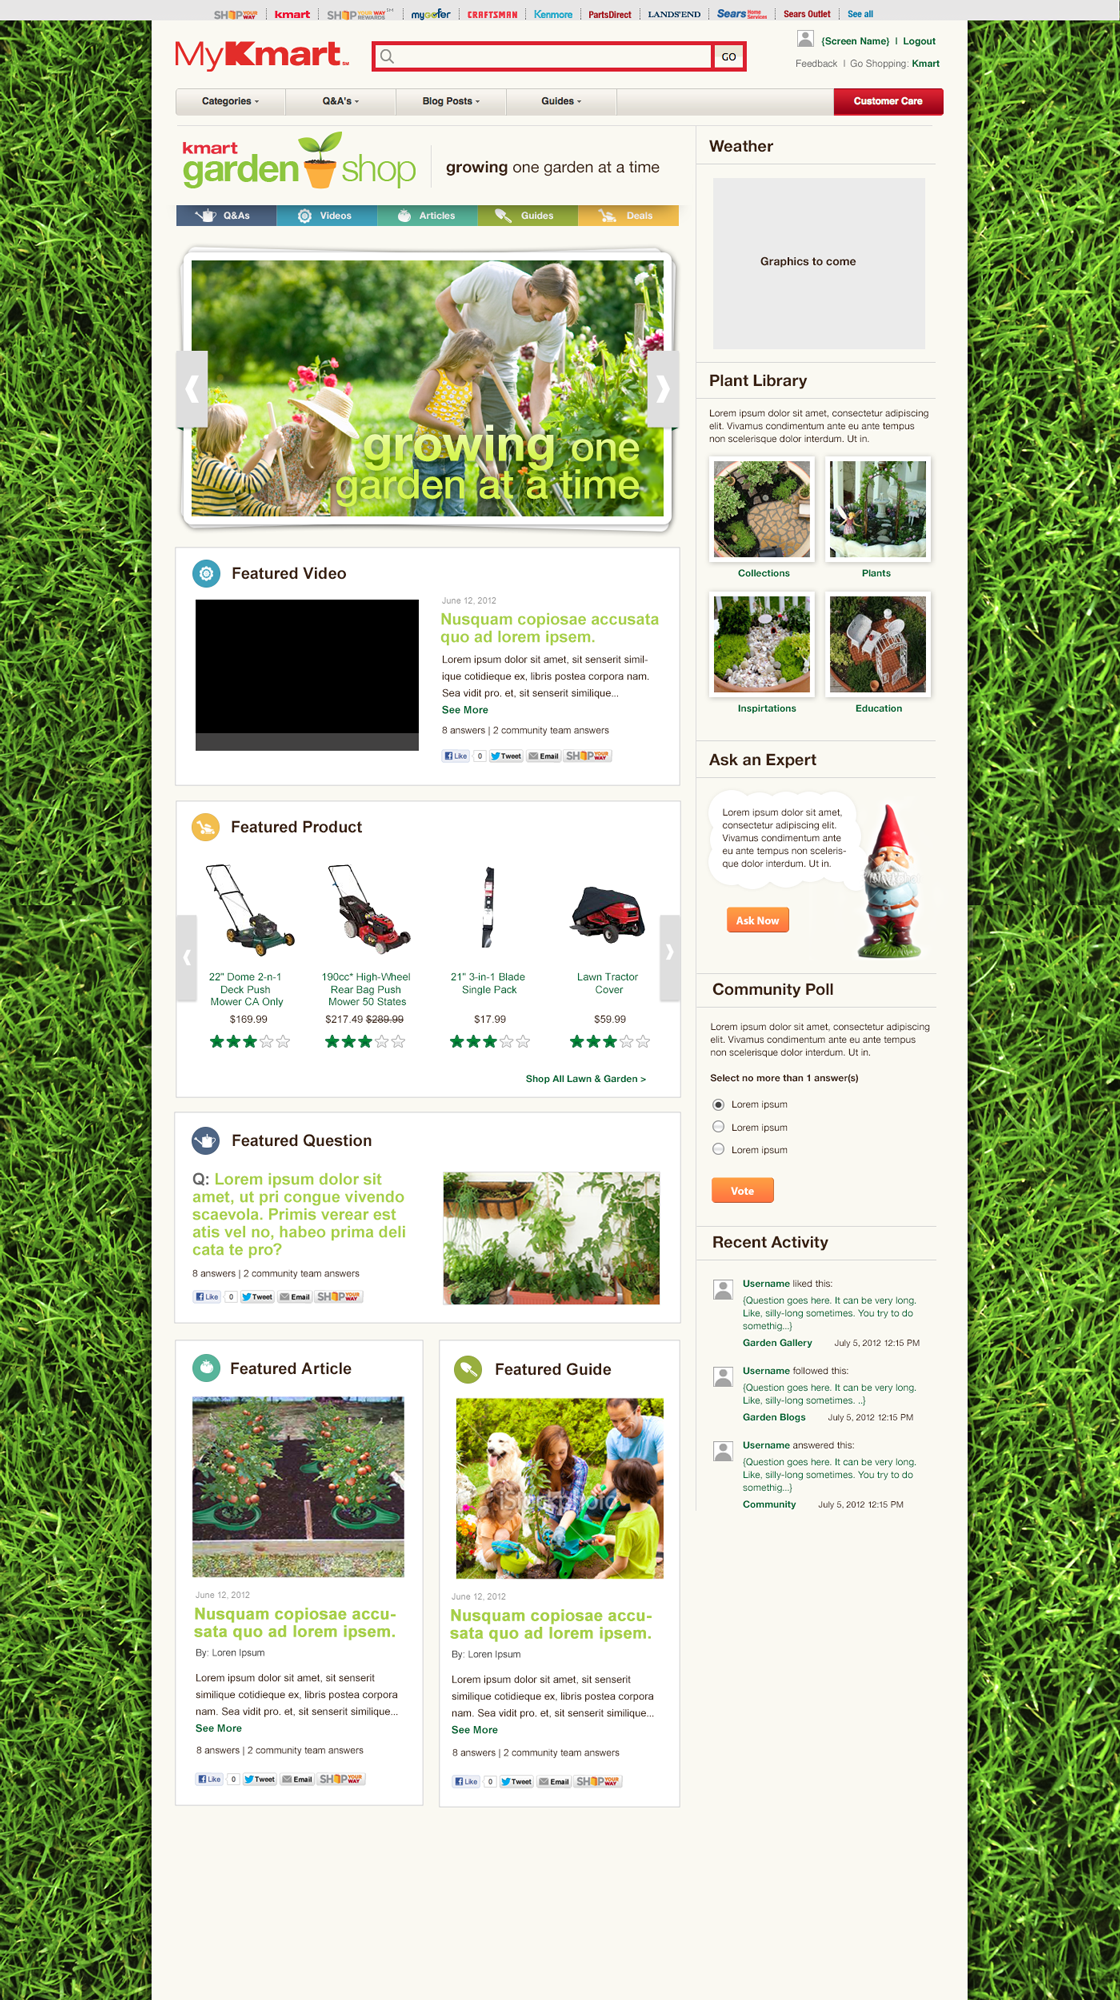 SHOP YOUR WAY kmart SHOP YOUR WAY REWARDS mygofer CRAFTSMAN Kenmore PartsDirect LANDS'END Sears Home Services Sears Outlet See all
MyKmart
GO
{Screen Name} | Logout
Feedback | Go Shopping: Kmart
Categories Q&A's Blog Posts Guides Customer Care
kmart
garden shop
growing one garden at a time
Q&As Videos Articles Guides Deals
growing one
garden at a time
Featured Video
June 12, 2012
Nusquam copiosae accusata
quo ad lorem ipsem.
Lorem ipsum dolor sit amet, sit senserit simil-
ique cotidieque ex, libris postea corpora nam.
Sea vidit pro. et, sit senserit similique...
See More
8 answers | 2 community team answers
Like 0 Tweet Email SHOP YOUR WAY
Featured Product
22" Dome 2-n-1
Deck Push
Mower CA Only
$169.99
190cc* High-Wheel
Rear Bag Push
Mower 50 States
$217.49 $289.99
21" 3-in-1 Blade
Single Pack
$17.99
Lawn Tractor
Cover
$59.99
Shop All Lawn & Garden >
Featured Question
Q: Lorem ipsum dolor sit
amet, ut pri congue vivendo
scaevola. Primis verear est
atis vel no, habeo prima deli
cata te pro?
8 answers | 2 community team answers
Like 0 Tweet Email SHOP YOUR WAY
Featured Article
June 12, 2012
Nusquam copiosae accu-
sata quo ad lorem ipsem.
By: Loren Ipsum
Lorem ipsum dolor sit amet, sit senserit
similique cotidieque ex, libris postea corpora
nam. Sea vidit pro. et, sit senserit similique...
See More
8 answers | 2 community team answers
Like 0 Tweet Email SHOP YOUR WAY
Featured Guide
June 12, 2012
Nusquam copiosae accu-
sata quo ad lorem ipsem.
By: Loren Ipsum
Lorem ipsum dolor sit amet, sit senserit
similique cotidieque ex, libris postea corpora
nam. Sea vidit pro. et, sit senserit similique...
See More
8 answers | 2 community team answers
Like 0 Tweet Email SHOP YOUR WAY
Weather
Graphics to come
Plant Library
Lorem ipsum dolor sit amet, consectetur adipiscing
elit. Vivamus condimentum ante eu ante tempus
non scelerisque dolor interdum. Ut in.
Collections Plants
Inspirtations Education
Ask an Expert
Lorem ipsum dolor sit amet,
consectetur adipiscing elit.
Vivamus condimentum ante
eu ante tempus non sceleris-
que dolor interdum. Ut in.
Ask Now
Community Poll
Lorem ipsum dolor sit amet, consectetur adipiscing
elit. Vivamus condimentum ante eu ante tempus
non scelerisque dolor interdum. Ut in.
Select no more than 1 answer(s)
Lorem ipsum
Lorem ipsum
Lorem ipsum
Vote
Recent Activity
Username liked this:
{Question goes here. It can be very long.
Like, silly-long sometimes. You try to do
somethig...}
Garden Gallery July 5, 2012 12:15 PM
Username followed this:
{Question goes here. It can be very long.
Like, silly-long sometimes. ..}
Garden Blogs July 5, 2012 12:15 PM
Username answered this:
{Question goes here. It can be very long.
Like, silly-long sometimes. You try to do
somethig...}
Community July 5, 2012 12:15 PM